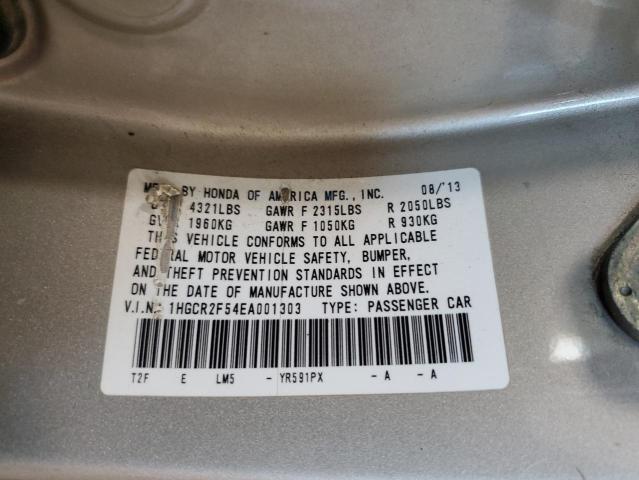 BY HONDA OF AMERICA MFG., INC. 08/'13
4321LBS GAWR F 2315LBS R 2050LBS
1960KG GAWR F 1050KG R 930KG
VEHICLE CONFORMS TO ALL APPLICABLE
MOTOR VEHICLE SAFETY, BUMPER,
AND THEFT PREVENTION STANDARDS IN EFFECT
ON THE DATE OF MANUFACTURE SHOWN ABOVE.
V.I.N.: 1HGCR2F54EA001303 TYPE: PASSENGER CAR
T2F E LM5 - YR591PX - A - A